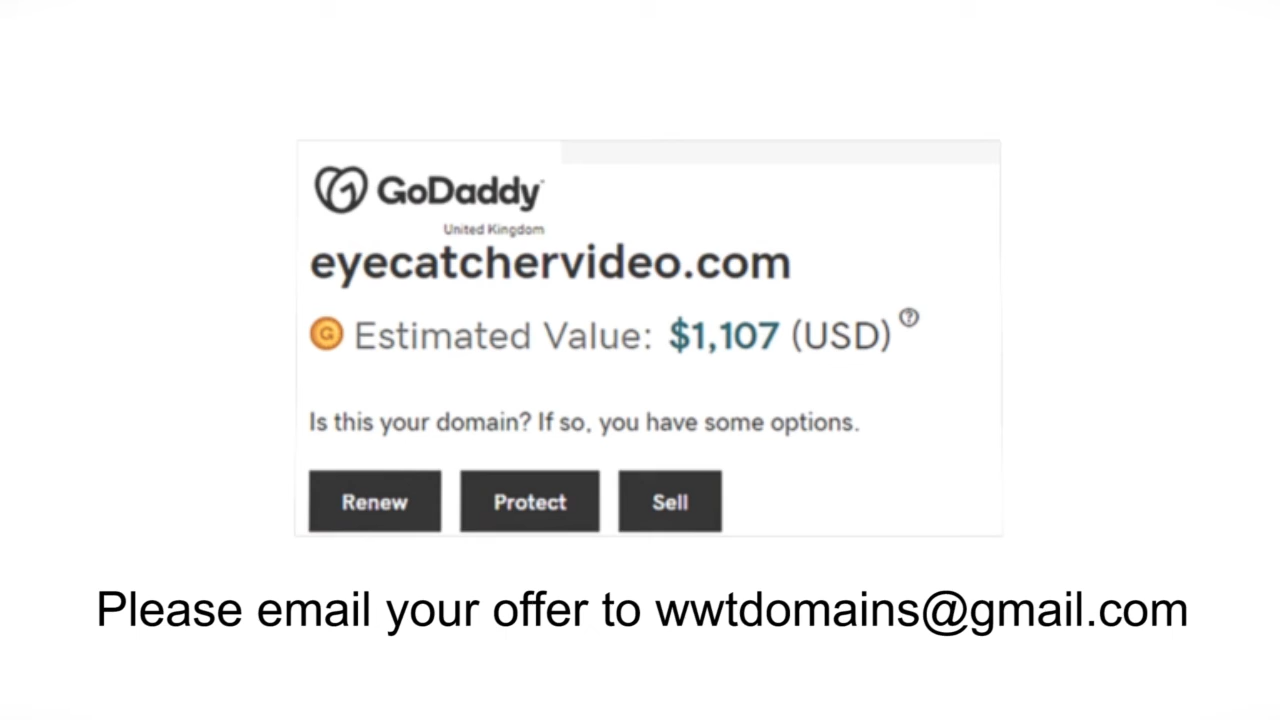 GoDaddy
United Kingdom
eyecatchervideo.com
G Estimated Value: $1,107 (USD) ?
Is this your domain? If so, you have some options.
Renew Protect Sell
Please email your offer to wwtdomains@gmail.com